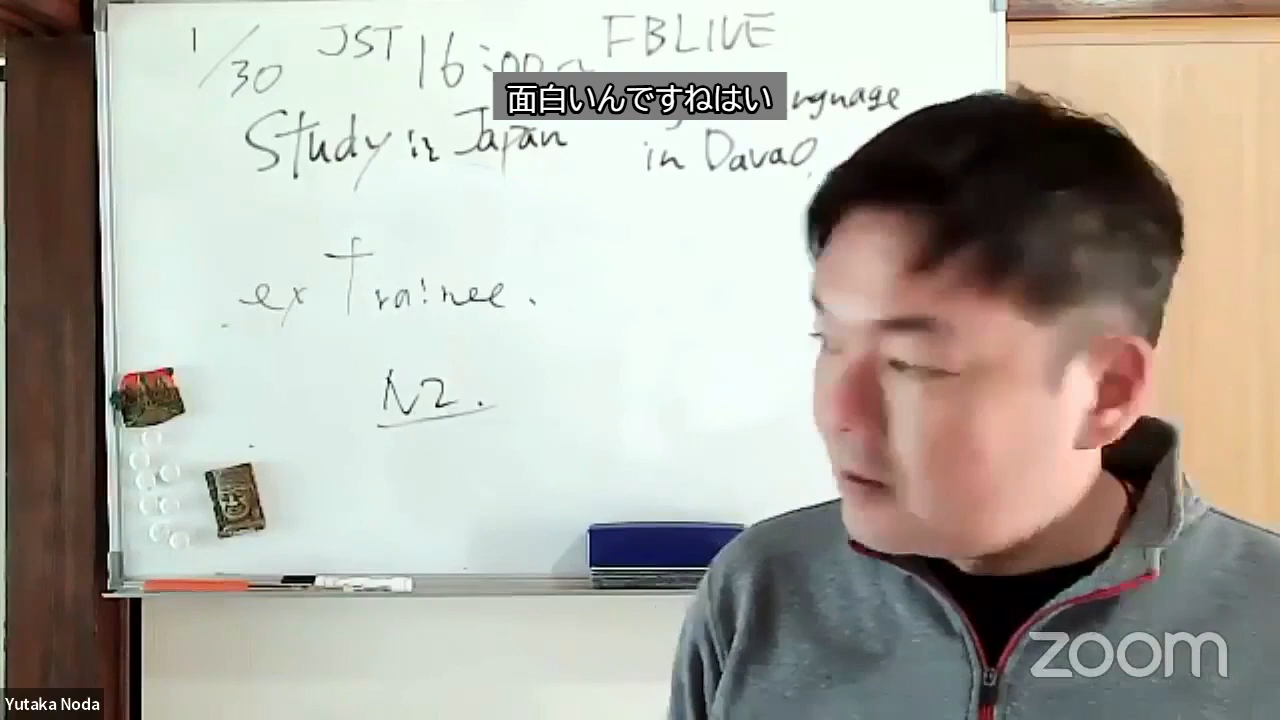 1/30 JST 16:00~ FBLIVE
面白いんですねはい
Study in Japan
nguage
in Davao,
ex Trainee.
N2.
zoom
Yutaka Noda